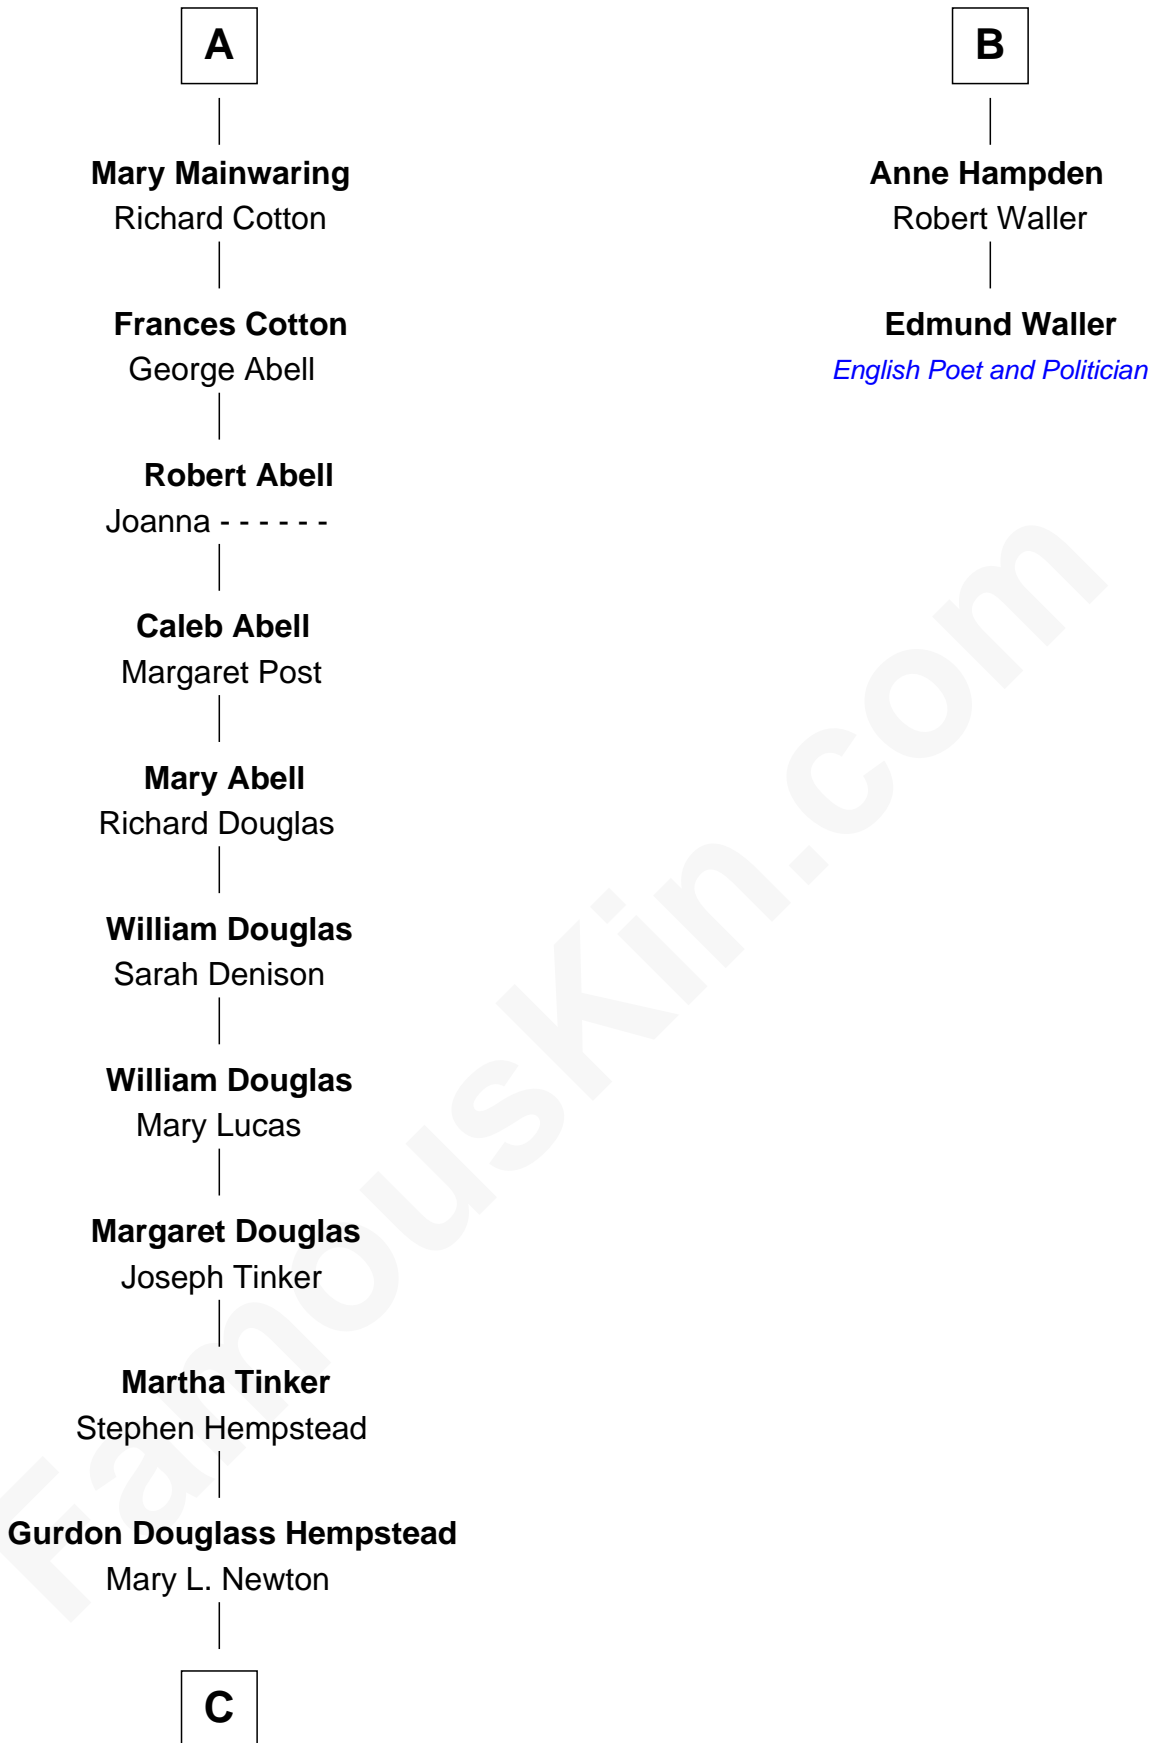 A
Mary Mainwaring
Richard Cotton
Frances Cotton
George Abell
Robert Abell
Joanna - - - - - -
Caleb Abell
Margaret Post
Mary Abell
Richard Douglas
William Douglas
Sarah Denison
William Douglas
Mary Lucas
Margaret Douglas
Joseph Tinker
Martha Tinker
Stephen Hempstead
Gurdon Douglass Hempstead
Mary L. Newton
C
B
Anne Hampden
Robert Waller
Edmund Waller
English Poet and Politician
FamousKin.com